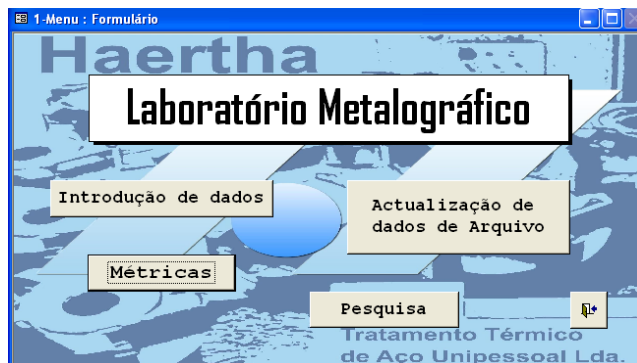 1-Menu : Formulário
Haertha
Laboratório Metalográfico
Introdução de dados
Actualização de
dados de Arquivo
Métricas
Pesquisa
Tratamento Térmico
de Aço Unipessoal Lda.